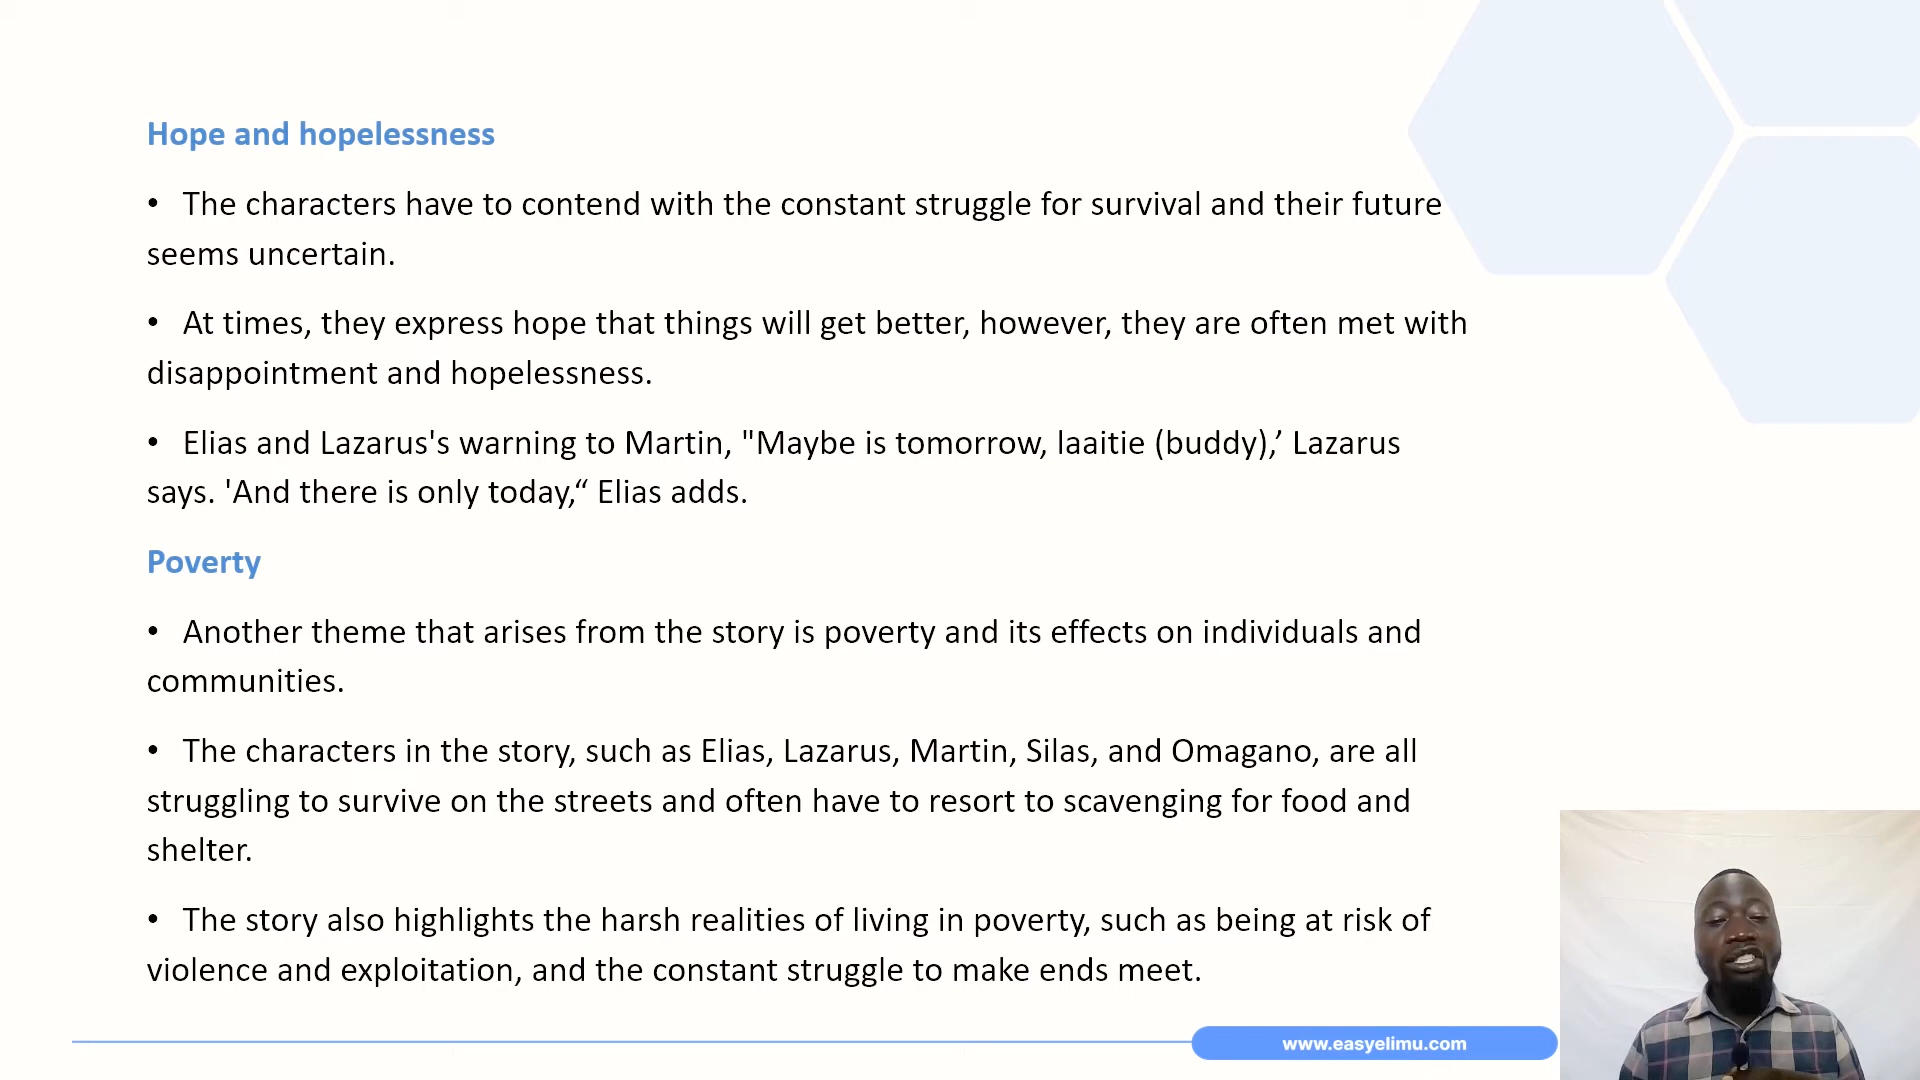 Hope and hopelessness
• The characters have to contend with the constant struggle for survival and their future
seems uncertain.
• At times, they express hope that things will get better, however, they are often met with
disappointment and hopelessness.
• Elias and Lazarus's warning to Martin, "Maybe is tomorrow, laaitie (buddy),’ Lazarus
says. 'And there is only today,“ Elias adds.
Poverty
• Another theme that arises from the story is poverty and its effects on individuals and
communities.
• The characters in the story, such as Elias, Lazarus, Martin, Silas, and Omagano, are all
struggling to survive on the streets and often have to resort to scavenging for food and
shelter.
• The story also highlights the harsh realities of living in poverty, such as being at risk of
violence and exploitation, and the constant struggle to make ends meet.
www.easyelimu.com